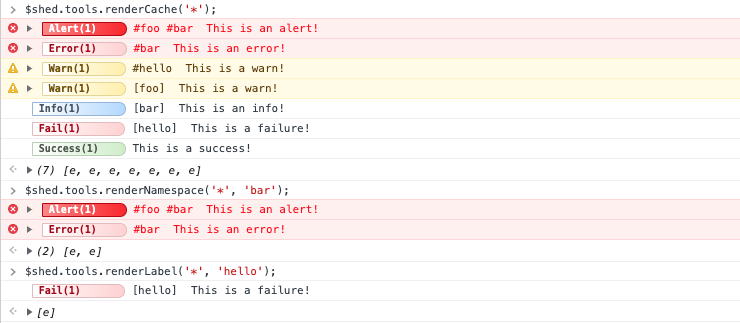 $shed.tools.renderCache('*');
Alert(1) #foo #bar This is an alert!
Error(1) #bar This is an error!
Warn(1) #hello This is a warn!
Warn(1) [foo] This is a warn!
Info(1) [bar] This is an info!
Fail(1) [hello] This is a failure!
Success(1) This is a success!
(7) [e, e, e, e, e, e, e]
$shed.tools.renderNamespace('*', 'bar');
Alert(1) #foo #bar This is an alert!
Error(1) #bar This is an error!
(2) [e, e]
$shed.tools.renderLabel('*', 'hello');
Fail(1) [hello] This is a failure!
[e]